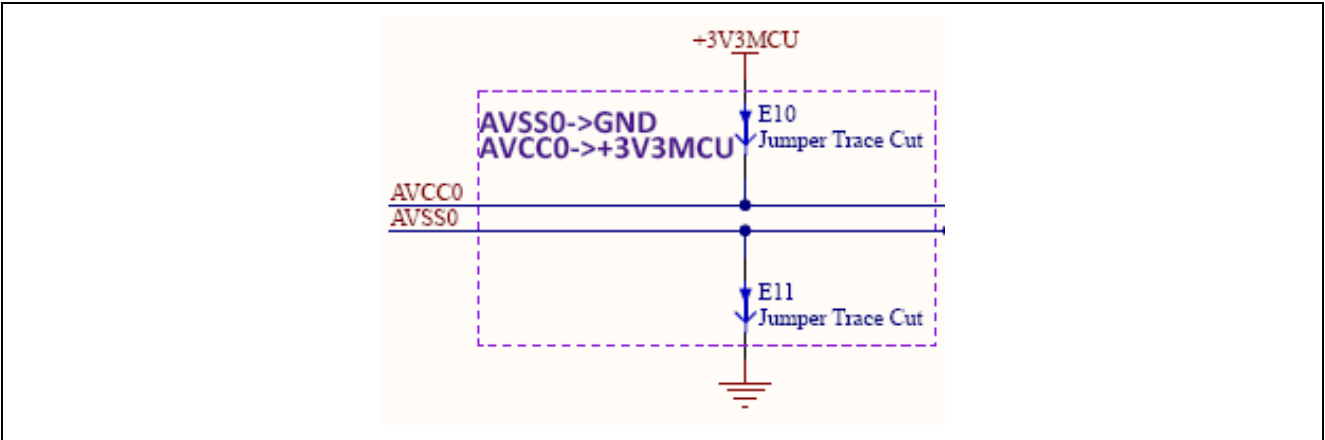 +3V3MCU
E10
Jumper Trace Cut
AVSS0->GND
AVCC0->+3V3MCU
AVCC0
AVSS0
E11
Jumper Trace Cut